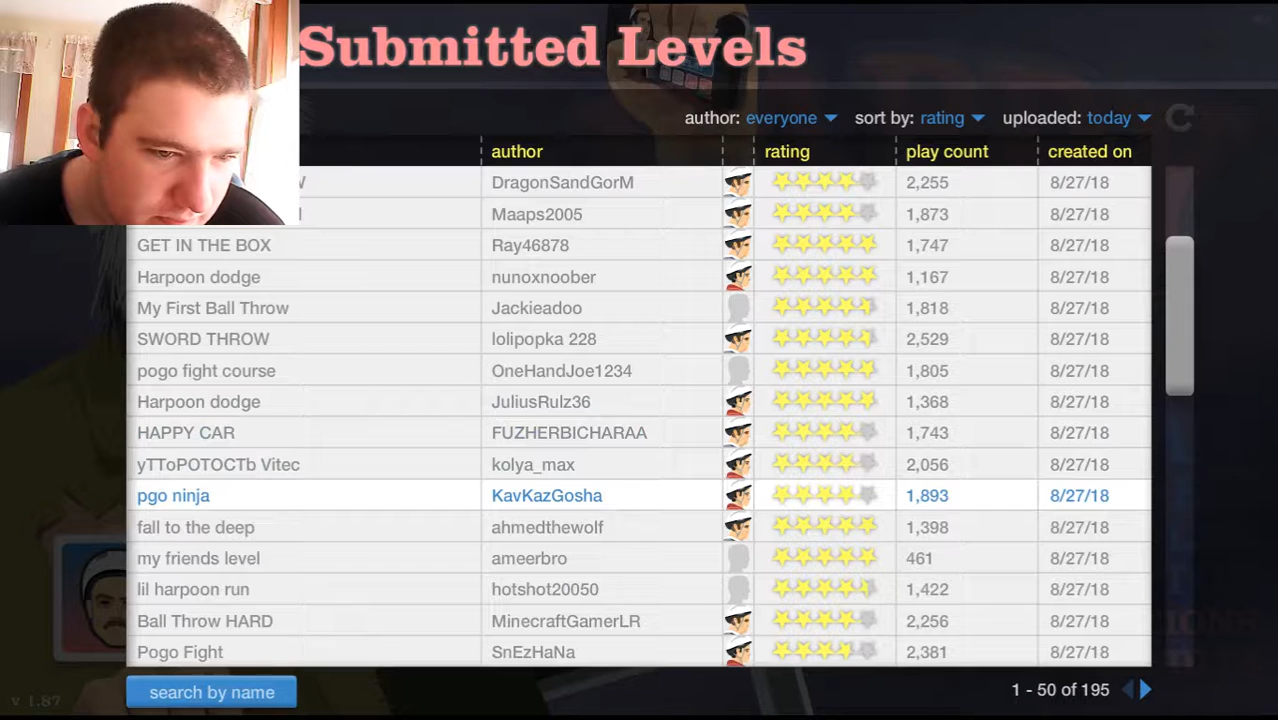 Submitted Levels
author: everyone sort by: rating uploaded: today
author rating play count created on
DragonSandGorM 2,255 8/27/18
Maaps2005 1,873 8/27/18
GET IN THE BOX Ray46878 1,747 8/27/18
Harpoon dodge nunoxnoober 1,167 8/27/18
My First Ball Throw Jackieadoo 1,818 8/27/18
SWORD THROW lolipopka 228 2,529 8/27/18
pogo fight course OneHandJoe1234 1,805 8/27/18
Harpoon dodge JuliusRulz36 1,368 8/27/18
HAPPY CAR FUZHERBICHARAA 1,743 8/27/18
yTToPOTOCTb Vitec kolya_max 2,056 8/27/18
pgo ninja KavKazGosha 1,893 8/27/18
fall to the deep ahmedthewolf 1,398 8/27/18
my friends level ameerbro 461 8/27/18
lil harpoon run hotshot20050 1,422 8/27/18
Ball Throw HARD MinecraftGamerLR 2,256 8/27/18
Pogo Fight SnEzHaNa 2,381 8/27/18
search by name 1 - 50 of 195
v 1.87